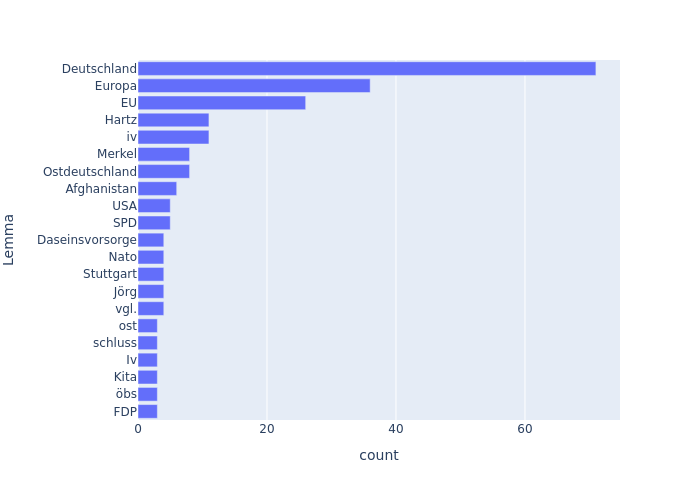 Deutschland
Europa
EU
Hartz
iv
Merkel
Ostdeutschland
Afghanistan
USA
SPD
Daseinsvorsorge
Nato
Stuttgart
Jörg
vgl.
ost
schluss
Iv
Kita
öbs
FDP
Lemma
0 20 40 60
count